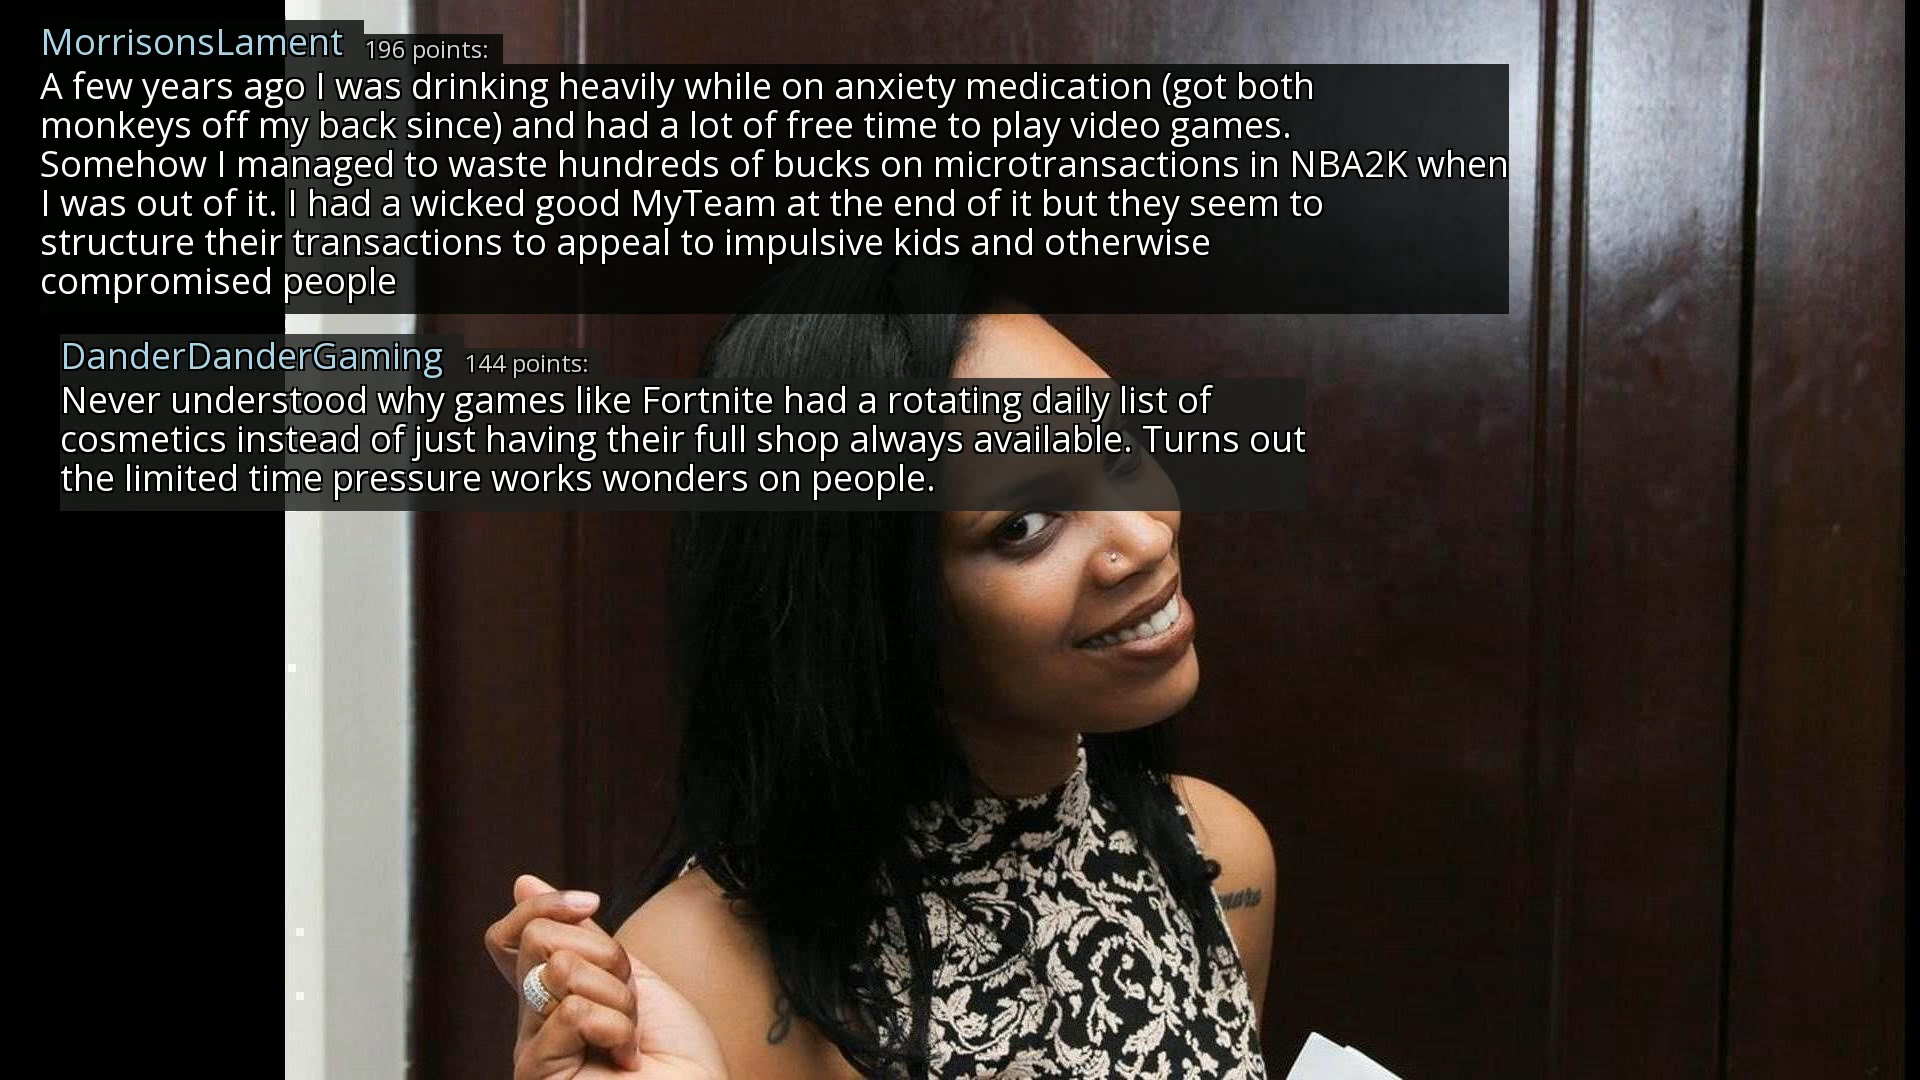 MorrisonsLament 196 points:
A few years ago I was drinking heavily while on anxiety medication (got both
monkeys off my back since) and had a lot of free time to play video games.
Somehow I managed to waste hundreds of bucks on microtransactions in NBA2K when
I was out of it. I had a wicked good MyTeam at the end of it but they seem to
structure their transactions to appeal to impulsive kids and otherwise
compromised people
DanderDanderGaming 144 points:
Never understood why games like Fortnite had a rotating daily list of
cosmetics instead of just having their full shop always available. Turns out
the limited time pressure works wonders on people.